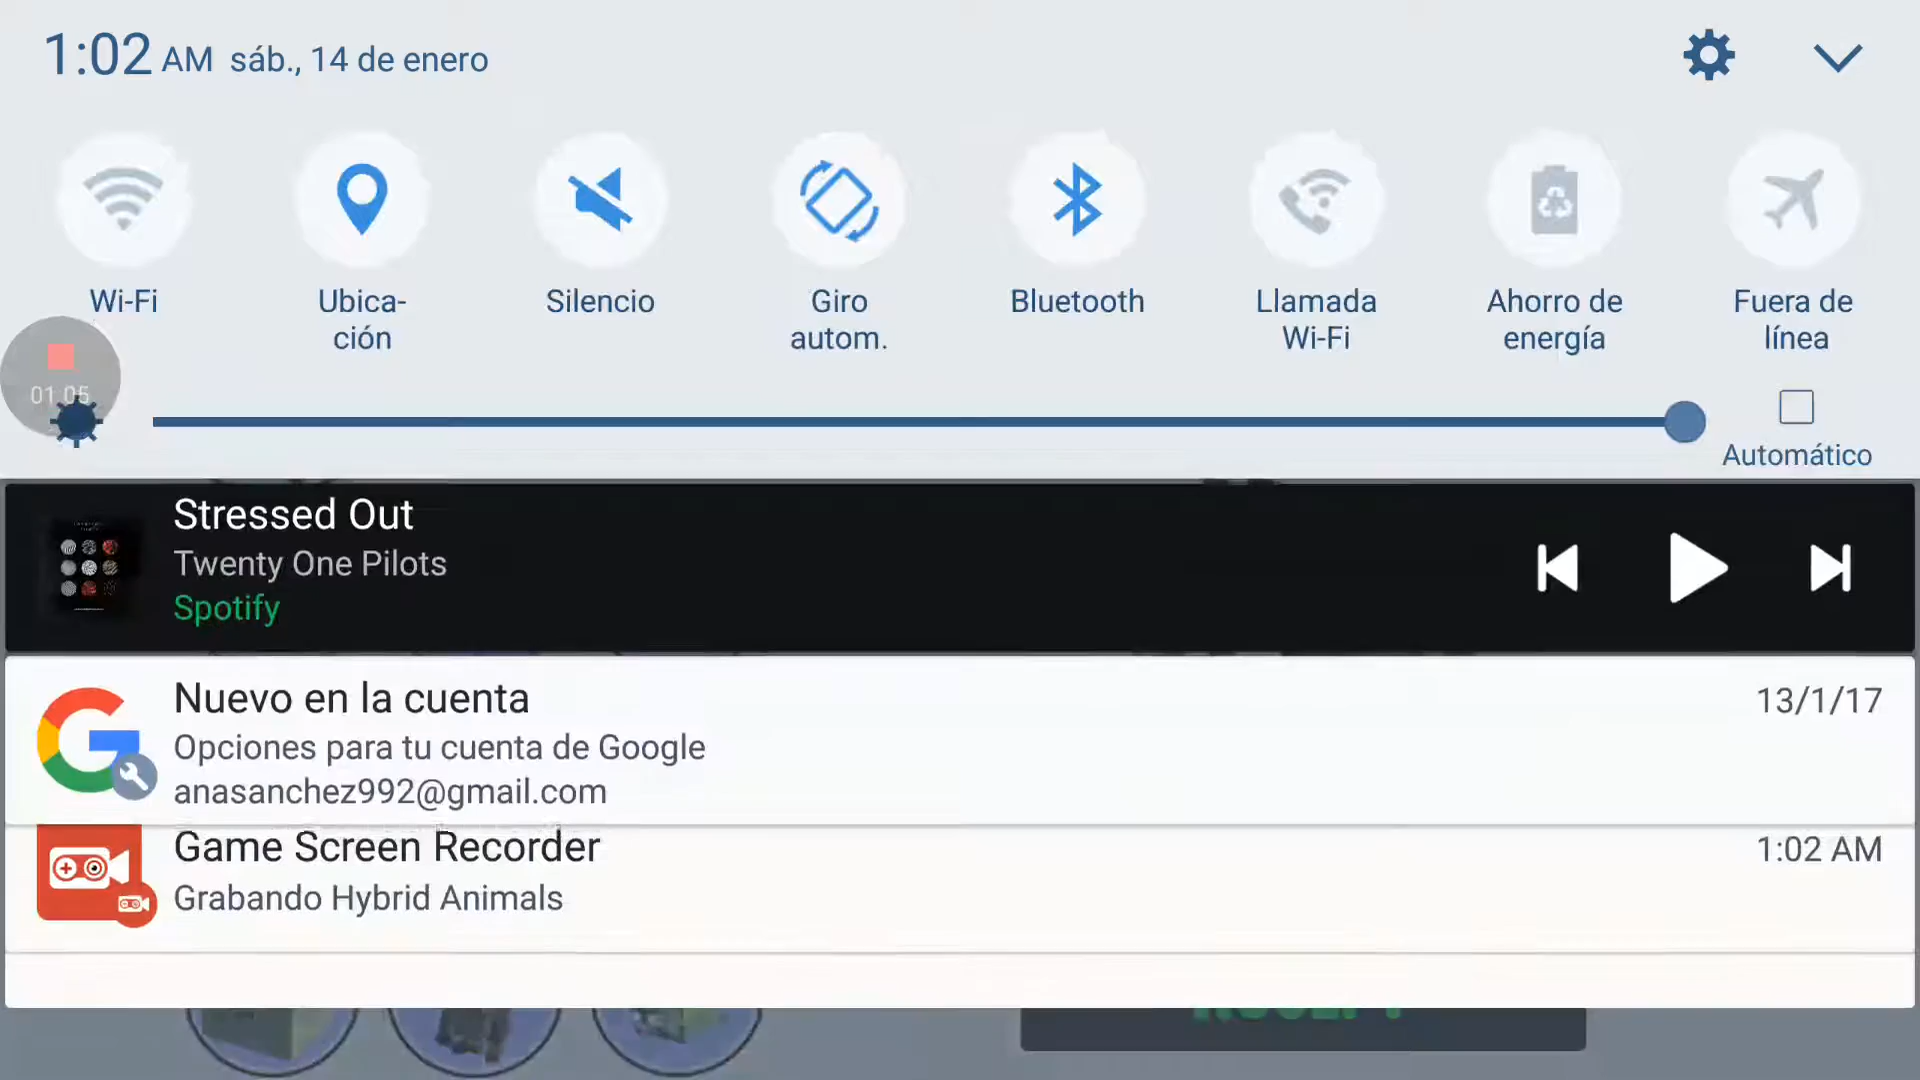 1:02 AM sáb., 14 de enero
Wi-Fi
Ubica-
ción
Silencio
Giro
autom.
Bluetooth
Llamada
Wi-Fi
Ahorro de
energía
Fuera de
línea
01:05
Automático
Stressed Out
Twenty One Pilots
Spotify
Nuevo en la cuenta
13/1/17
Opciones para tu cuenta de Google
anasanchez992@gmail.com
Game Screen Recorder
1:02 AM
Grabando Hybrid Animals